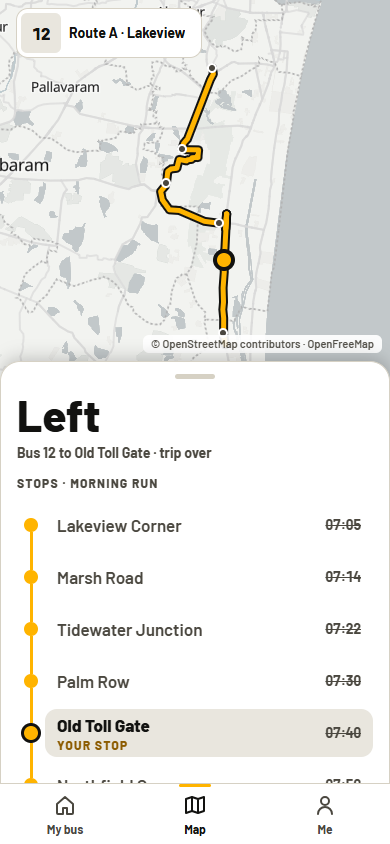 12
Route A · Lakeview
Pallavaram
baram
© OpenStreetMap contributors · OpenFreeMap
Left
Bus 12 to Old Toll Gate · trip over
STOPS · MORNING RUN
Lakeview Corner 07:05
Marsh Road 07:14
Tidewater Junction 07:22
Palm Row 07:30
Old Toll Gate 07:40
YOUR STOP
My bus
Map
Me